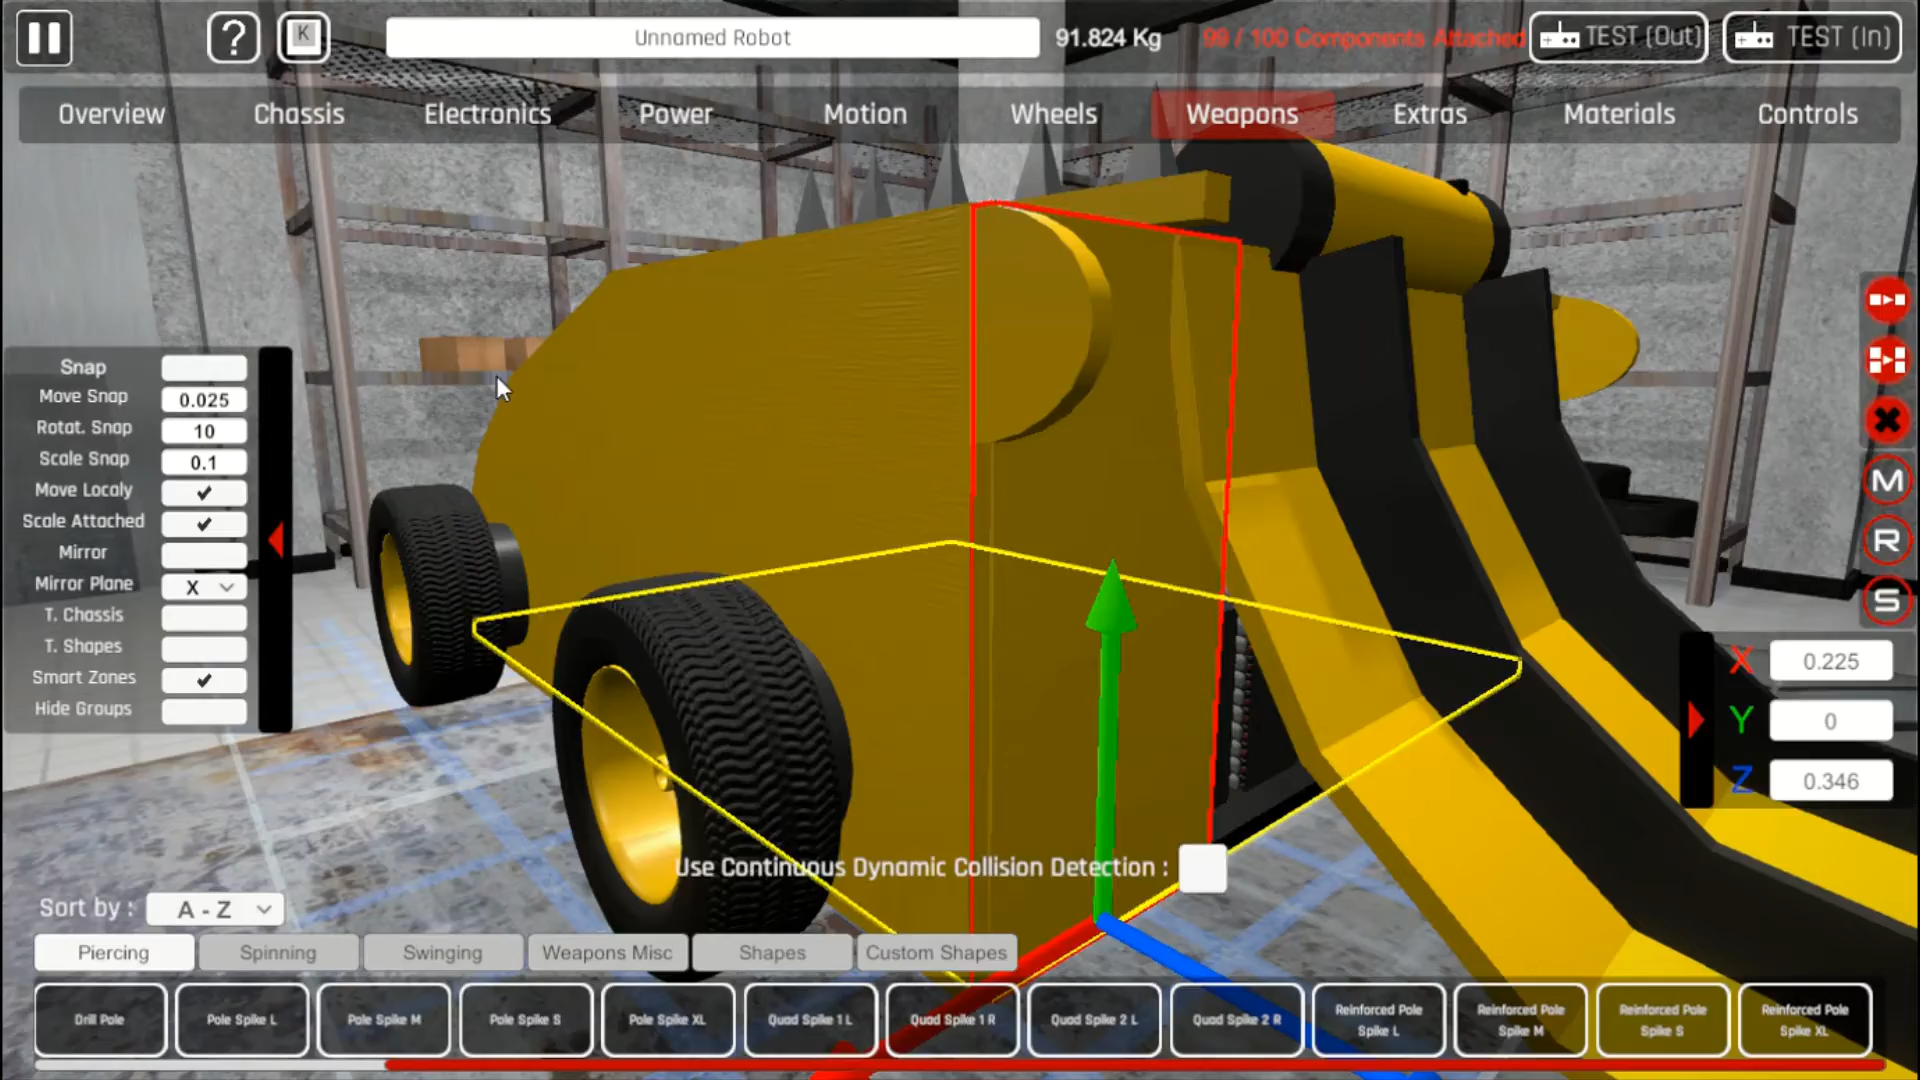 ?
K
Unnamed Robot
91.824 Kg
99 / 100 Components Attached
TEST (Out)
TEST (In)
Overview
Chassis
Electronics
Power
Motion
Wheels
Weapons
Extras
Materials
Controls
Snap
Move Snap 0.025
Rotat. Snap 10
Scale Snap 0.1
Move Localy
Scale Attached
Mirror
Mirror Plane X
T. Chassis
T. Shapes
Smart Zones
Hide Groups
M
R
S
X 0.225
Y 0
Z 0.346
Use Continuous Dynamic Collision Detection :
Sort by : A - Z
Piercing
Spinning
Swinging
Weapons Misc
Shapes
Custom Shapes
Drill Pole
Pole Spike L
Pole Spike M
Pole Spike S
Pole Spike XL
Quad Spike 1 L
Quad Spike 1 R
Quad Spike 2 L
Quad Spike 2 R
Reinforced Pole
Spike L
Reinforced Pole
Spike M
Reinforced Pole
Spike S
Reinforced Pole
Spike XL